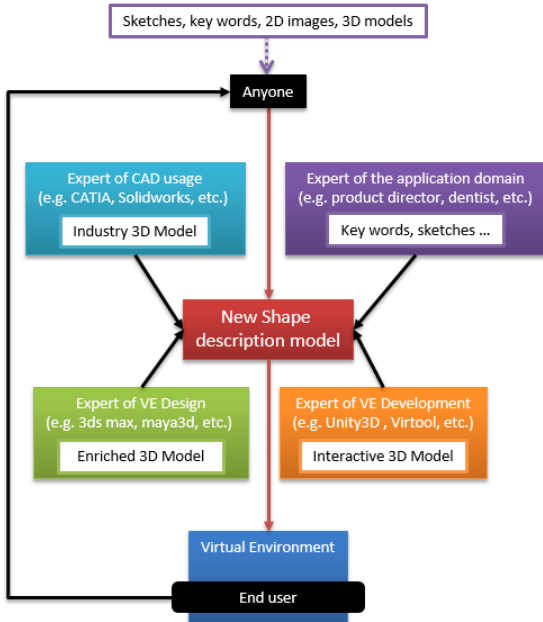 Sketches, key words, 2D images, 3D models
Anyone
Expert of CAD usage
(e.g. CATIA, Solidworks, etc.)
Industry 3D Model
Expert of the application domain
(e.g. product director, dentist, etc.)
Key words, sketches ...
New Shape
description model
Expert of VE Design
(e.g. 3ds max, maya3d, etc.)
Enriched 3D Model
Expert of VE Development
(e.g. Unity3D , Virtool, etc.)
Interactive 3D Model
Virtual Environment
End user